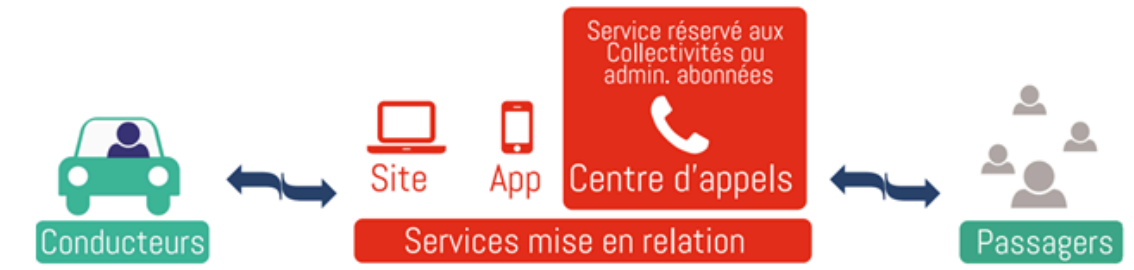 Service réservé aux
Collectivités ou
admin. abonnées
Site
App
Centre d'appels
Conducteurs
Services mise en relation
Passagers